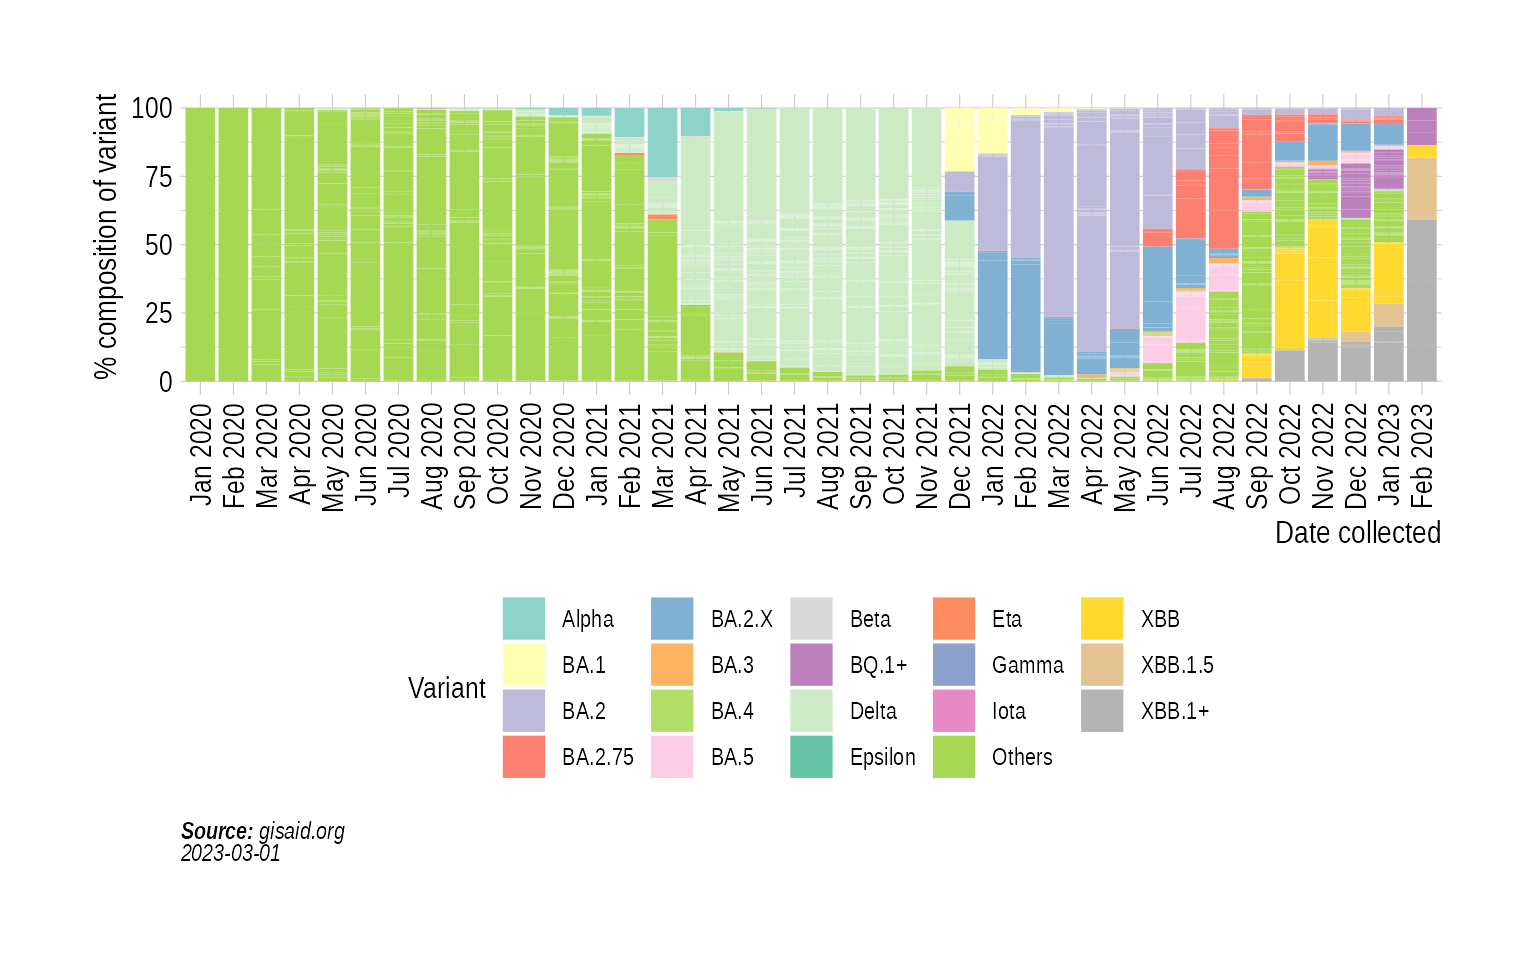 % composition of variant
100
75
50
25
0
Jan 2020
Feb 2020
Mar 2020
Apr 2020
May 2020
Jun 2020
Jul 2020
Aug 2020
Sep 2020
Oct 2020
Nov 2020
Dec 2020
Jan 2021
Feb 2021
Mar 2021
Apr 2021
May 2021
Jun 2021
Jul 2021
Aug 2021
Sep 2021
Oct 2021
Nov 2021
Dec 2021
Jan 2022
Feb 2022
Mar 2022
Apr 2022
May 2022
Jun 2022
Jul 2022
Aug 2022
Sep 2022
Oct 2022
Nov 2022
Dec 2022
Jan 2023
Feb 2023
Date collected
Variant
Alpha
BA.1
BA.2
BA.2.75
BA.2.X
BA.3
BA.4
BA.5
Beta
BQ.1+
Delta
Epsilon
Eta
Gamma
Iota
Others
XBB
XBB.1.5
XBB.1+
Source: gisaid.org
2023-03-01